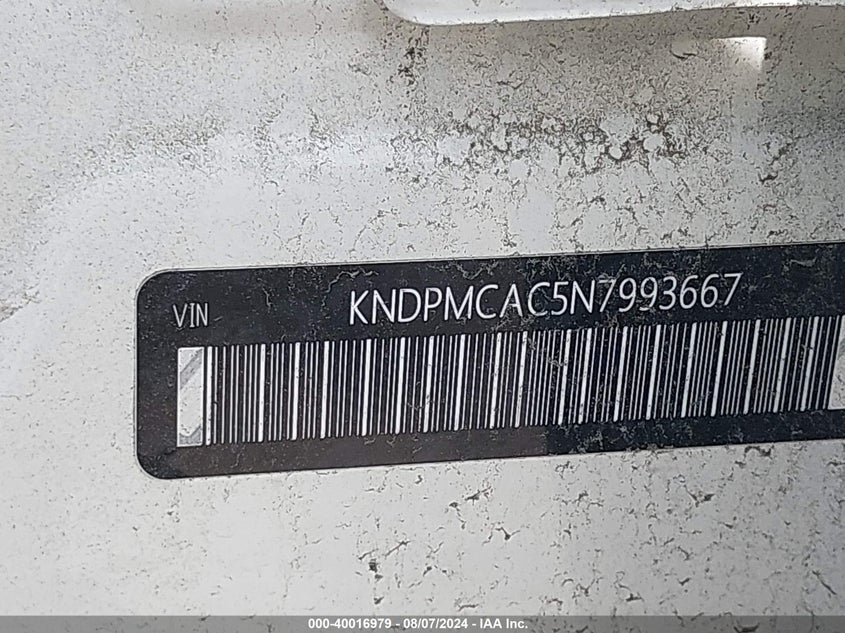 VIN KNDPMCAC5N7993667
000-40016979 - 08/07/2024 - IAA Inc.